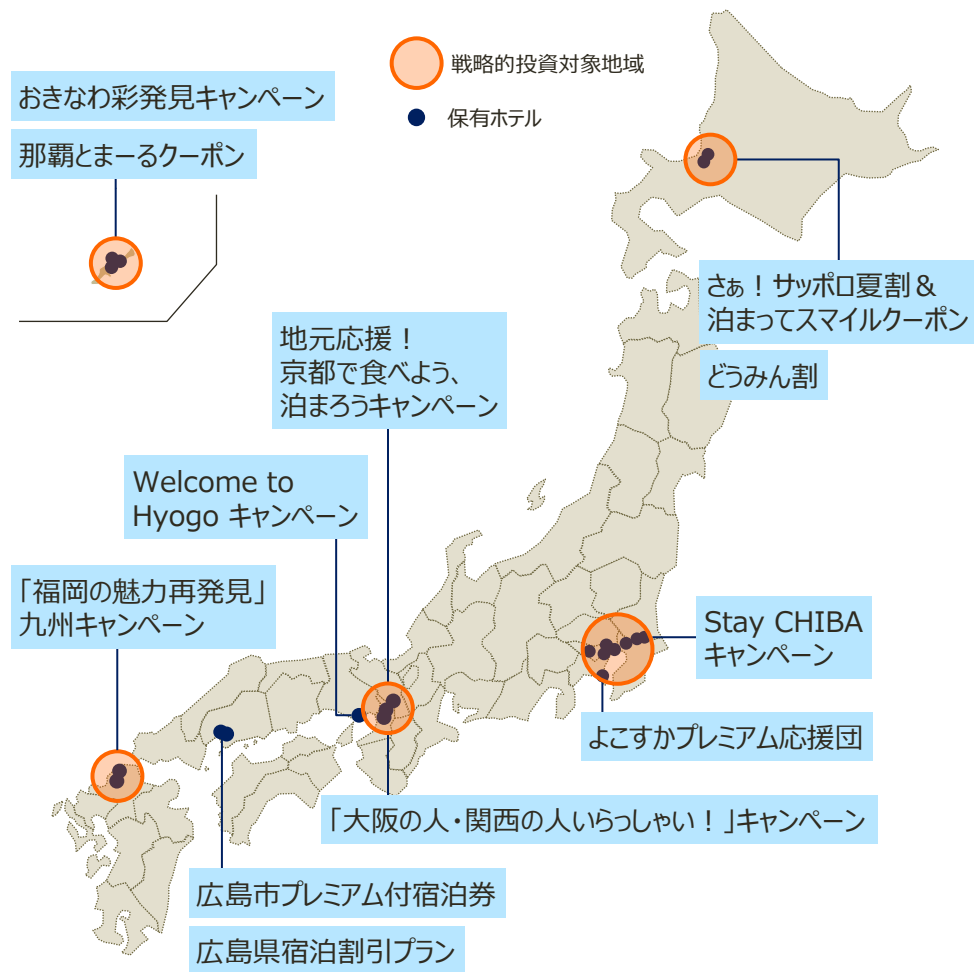 戦略的投資対象地域
保有ホテル
おきなわ彩発見キャンペーン
那覇とまーるクーポン
さぁ！サッポロ夏割＆
泊まってスマイルクーポン
どうみん割
地元応援！
京都で食べよう、
泊まろうキャンペーン
Welcome to
Hyogo キャンペーン
「福岡の魅力再発見」
九州キャンペーン
Stay CHIBA
キャンペーン
よこすかプレミアム応援団
「大阪の人・関西の人いらっしゃい！」キャンペーン
広島市プレミアム付宿泊券
広島県宿泊割引プラン